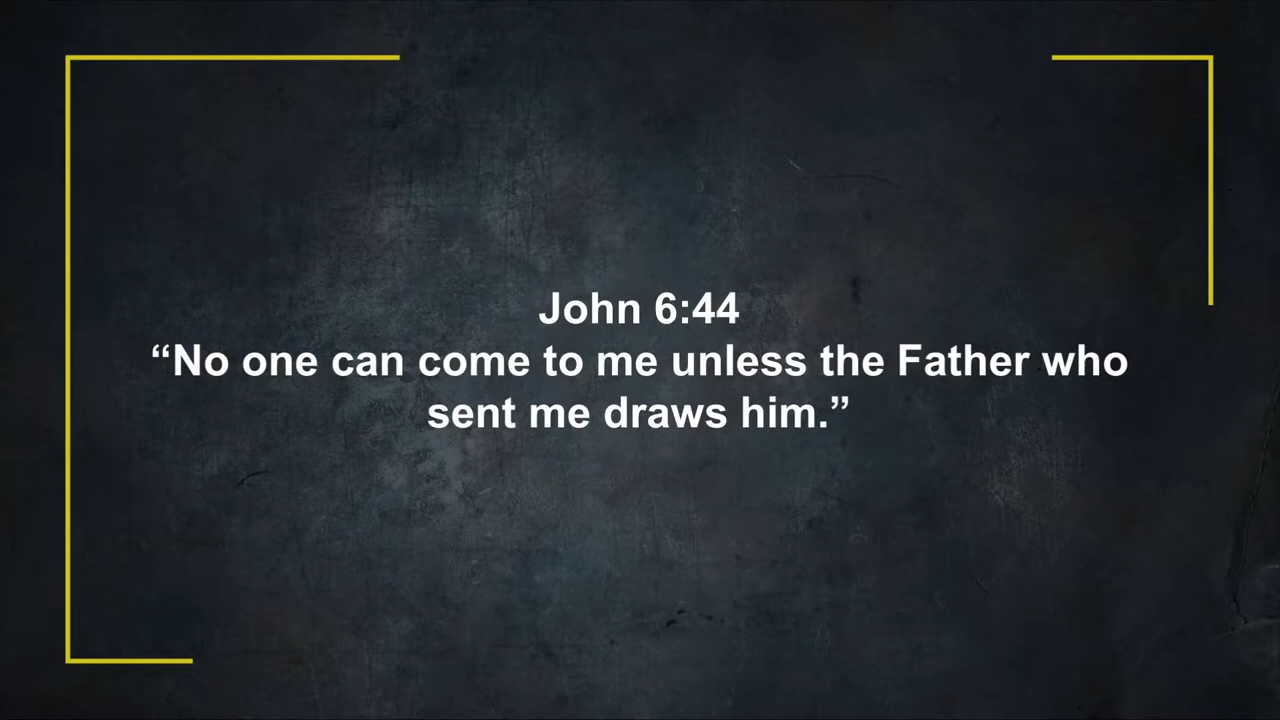 John 6:44
“No one can come to me unless the Father who
sent me draws him.”